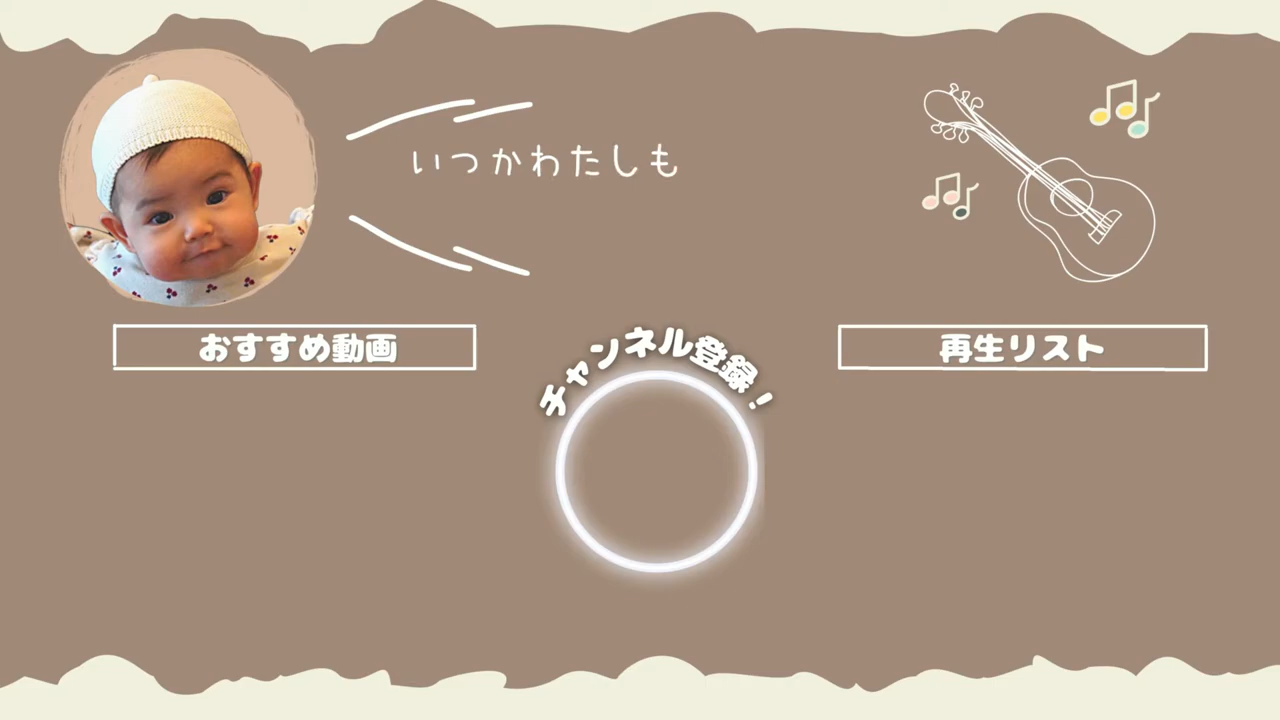 いつかわたしも
おすすめ動画
チャンネル登録！
再生リスト